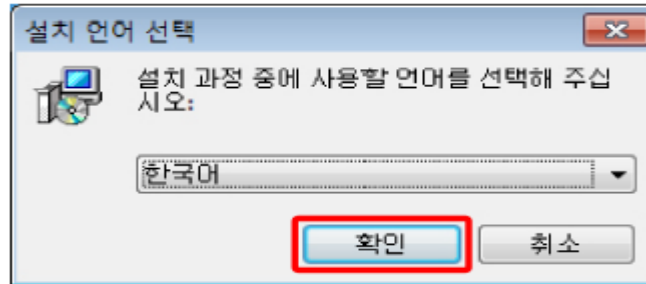 설치 언어 선택
설치 과정 중에 사용할 언어를 선택해 주십
시오:
한국어
확인 취소